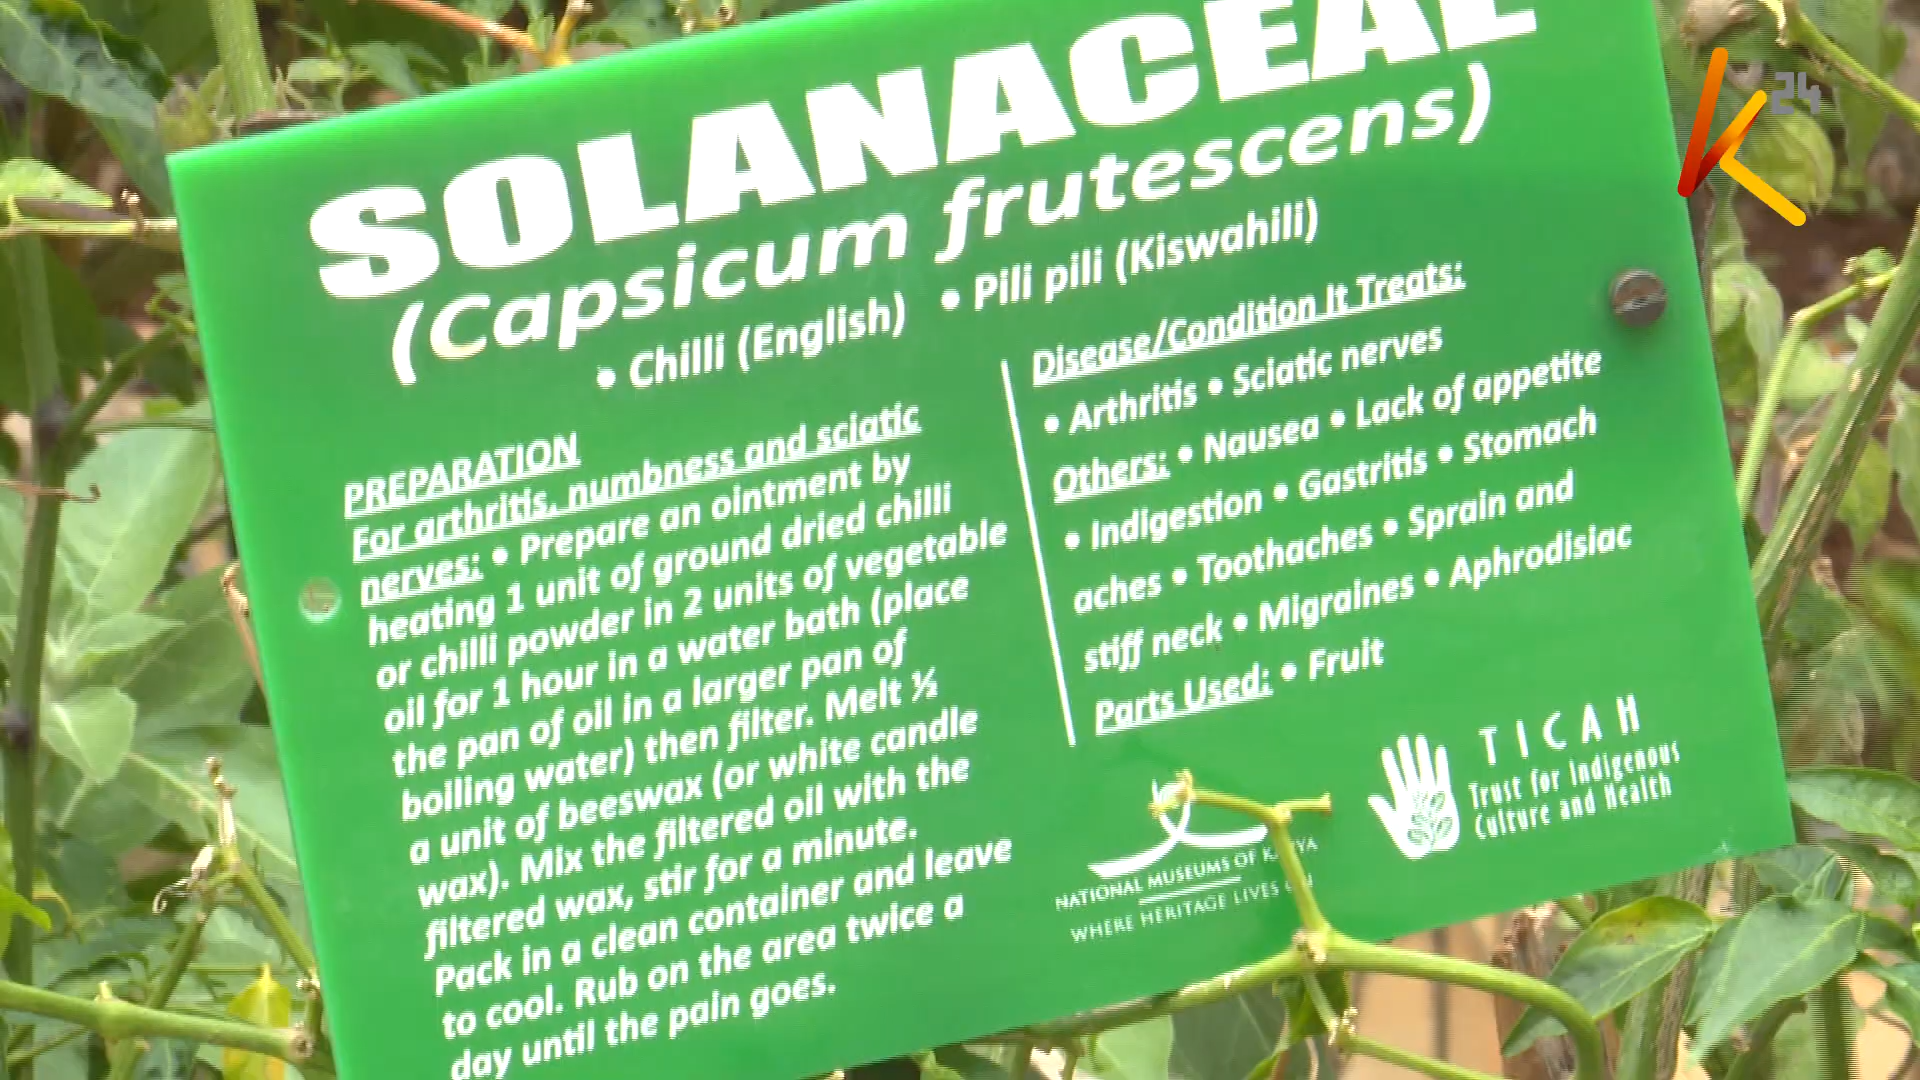 SOLANACEAE
(Capsicum frutescens)
• Chilli (English) • Pili pili (Kiswahili)
PREPARATION
For arthritis, numbness and sciatic
nerves: • Prepare an ointment by
heating 1 unit of ground dried chilli
or chilli powder in 2 units of vegetable
oil for 1 hour in a water bath (place
the pan of oil in a larger pan of
boiling water) then filter. Melt ½
a unit of beeswax (or white candle
wax). Mix the filtered oil with the
filtered wax, stir for a minute.
Pack in a clean container and leave
to cool. Rub on the area twice a
day until the pain goes.
Disease/Condition It Treats:
• Arthritis • Sciatic nerves
Others: • Nausea • Lack of appetite
• Indigestion • Gastritis • Stomach
aches • Toothaches • Sprain and
stiff neck • Migraines • Aphrodisiac
Parts Used: • Fruit
NATIONAL MUSEUMS OF
WHERE HERITAGE LIVES
TICAH
Trust for Indigenous
Culture and Health
K24